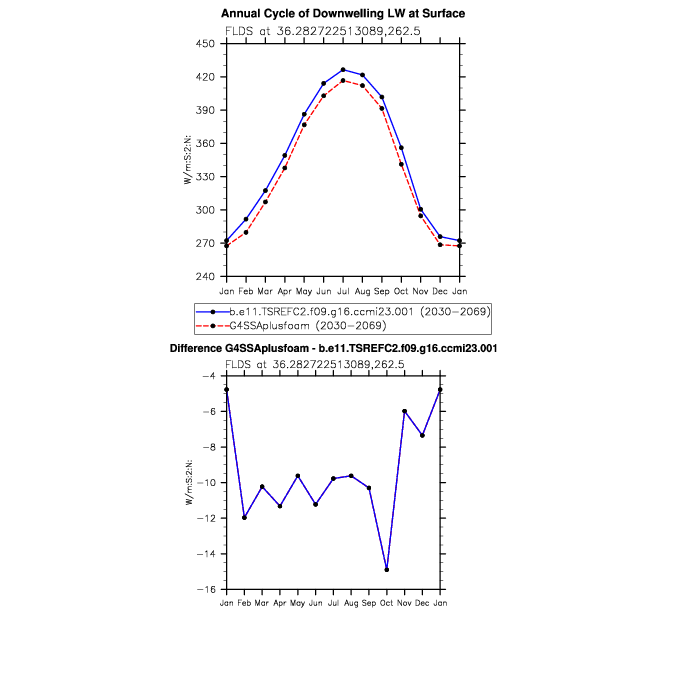 Annual Cycle of Downwelling LW at Surface
FLDS at 36.282722513089,262.5
450
420
390
360
330
300
270
240
W/m:S:2:N:
Jan Feb Mar Apr May Jun Jul Aug Sep Oct Nov Dec Jan
b.e11.TSREFC2.f09.g16.ccmi23.001 (2030-2069)
G4SSAplusfoam (2030-2069)
Difference G4SSAplusfoam - b.e11.TSREFC2.f09.g16.ccmi23.001
FLDS at 36.282722513089,262.5
-4
-6
-8
-10
-12
-14
-16
W/m:S:2:N:
Jan Feb Mar Apr May Jun Jul Aug Sep Oct Nov Dec Jan